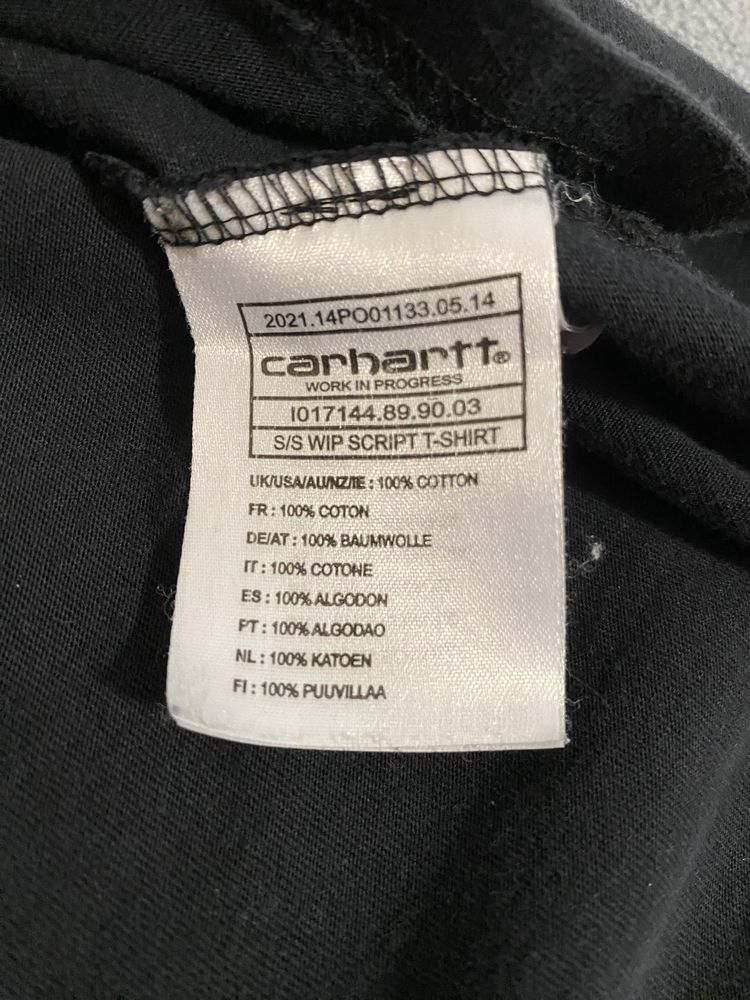 2021.14PO01133.05.14
carhartt®
WORK IN PROGRESS
I017144.89.90.03
S/S WIP SCRIPT T-SHIRT
UK/USA/AU/NZ/IE : 100% COTTON
FR : 100% COTON
DE/AT : 100% BAUMWOLLE
IT : 100% COTONE
ES : 100% ALGODON
PT : 100% ALGODAO
NL : 100% KATOEN
FI : 100% PUUVILLAA